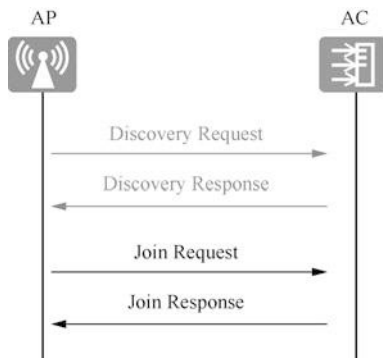 AP AC
Discovery Request
Discovery Response
Join Request
Join Response